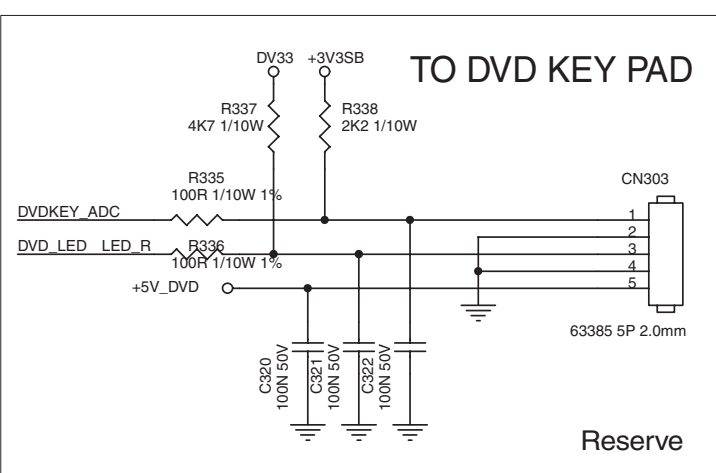 DV33 +3V3SB
TO DVD KEY PAD
R337
4K7 1/10W
R338
2K2 1/10W
R335
100R 1/10W 1%
CN303
DVDKEY_ADC
1
2
DVD_LED LED_R
R336
100R 1/10W 1%
3
4
+5V_DVD
5
63385 5P 2.0mm
C320
100N 50V
C321
100N 50V
C322
100N 50V
Reserve